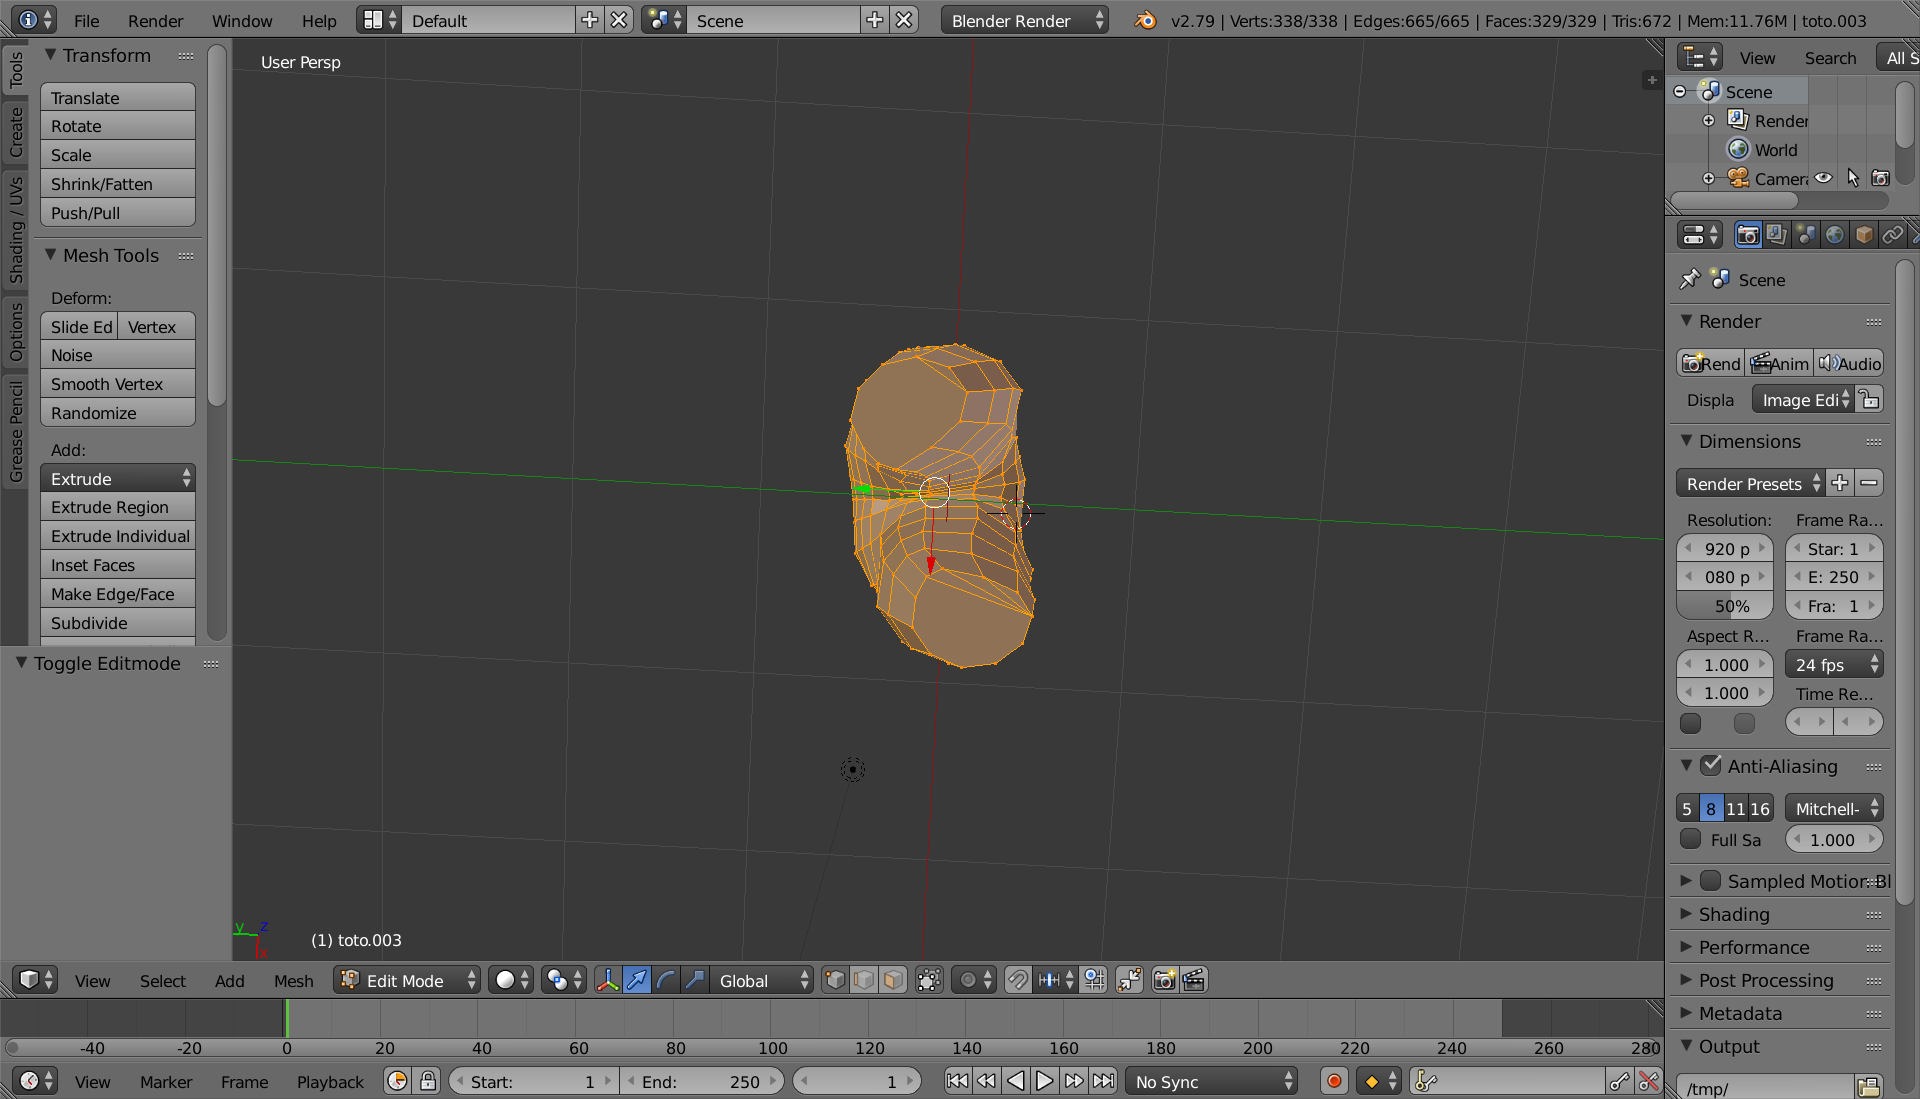 File Render Window Help Default Scene Blender Render v2.79 | Verts:338/338 | Edges:665/665 | Faces:329/329 | Tris:672 | Mem:11.76M | toto.003
Tools
Create
Shading / UVs
Options
Grease Pencil
Transform
Translate
Rotate
Scale
Shrink/Fatten
Push/Pull
Mesh Tools
Deform:
Slide Ed Vertex
Noise
Smooth Vertex
Randomize
Add:
Extrude
Extrude Region
Extrude Individual
Inset Faces
Make Edge/Face
Subdivide
Toggle Editmode
User Persp
y z
x
(1) toto.003
View Search All S
Scene
Render
World
Camera
Scene
Render
Rend Anim Audio
Displa Image Edi
Dimensions
Render Presets
Resolution: Frame Ra...
920 p Star: 1
080 p E: 250
50% Fra: 1
Aspect R... Frame Ra...
1.000 24 fps
1.000 Time Re...
Anti-Aliasing
5 8 11 16 Mitchell-
Full Sa 1.000
Sampled Motion Bl
Shading
Performance
Post Processing
Metadata
Output
/tmp/
View Select Add Mesh Edit Mode Global
-40 -20 0 20 40 60 80 100 120 140 160 180 200 220 240 260 280
View Marker Frame Playback Start: 1 End: 250 1 No Sync